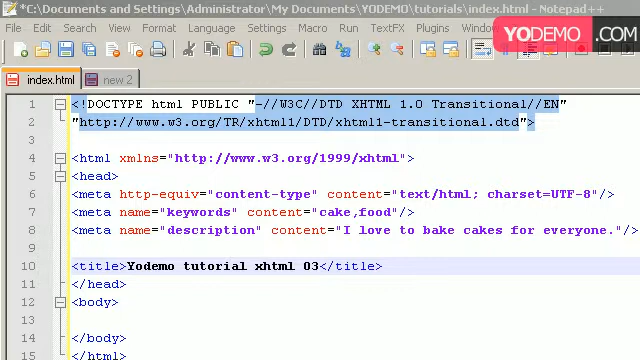 *C:\Documents and Settings\Administrator\My Documents\YODEMO\tutorials\index.html - Notepad++
YODEMO.COM
File Edit Search View Format Language Settings Macro Run TextFX Plugins Window
index.html new 2
1 <!DOCTYPE html PUBLIC "-//W3C//DTD XHTML 1.0 Transitional//EN"
2 "http://www.w3.org/TR/xhtml1/DTD/xhtml1-transitional.dtd">
3
4 <html xmlns="http://www.w3.org/1999/xhtml">
5 <head>
6 <meta http-equiv="content-type" content="text/html; charset=UTF-8"/>
7 <meta name="keywords" content="cake,food"/>
8 <meta name="description" content="I love to bake cakes for everyone."/>
9
10 <title>Yodemo tutorial xhtml 03</title>
11 </head>
12 <body>
13
14 </body>
15 </html>